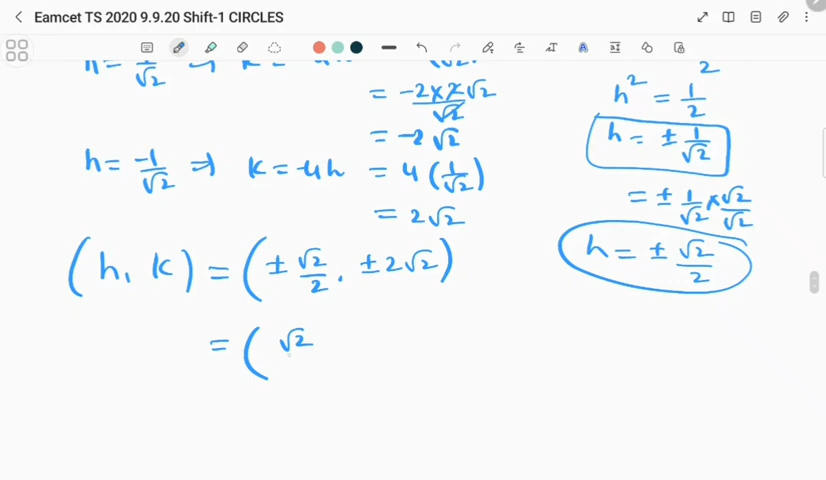 Eamcet TS 2020 9.9.20 Shift-1 CIRCLES
= -2×2×√2 / √2
= -2√2
h = -1/√2 ⇒ k = -4h = 4(1/√2)
= 2√2
(h, k) = (± √2/2, ±2√2)
= ( √2
2
h² = 1/2
h = ± 1/√2
= ± 1/√2 × √2/√2
h = ± √2/2